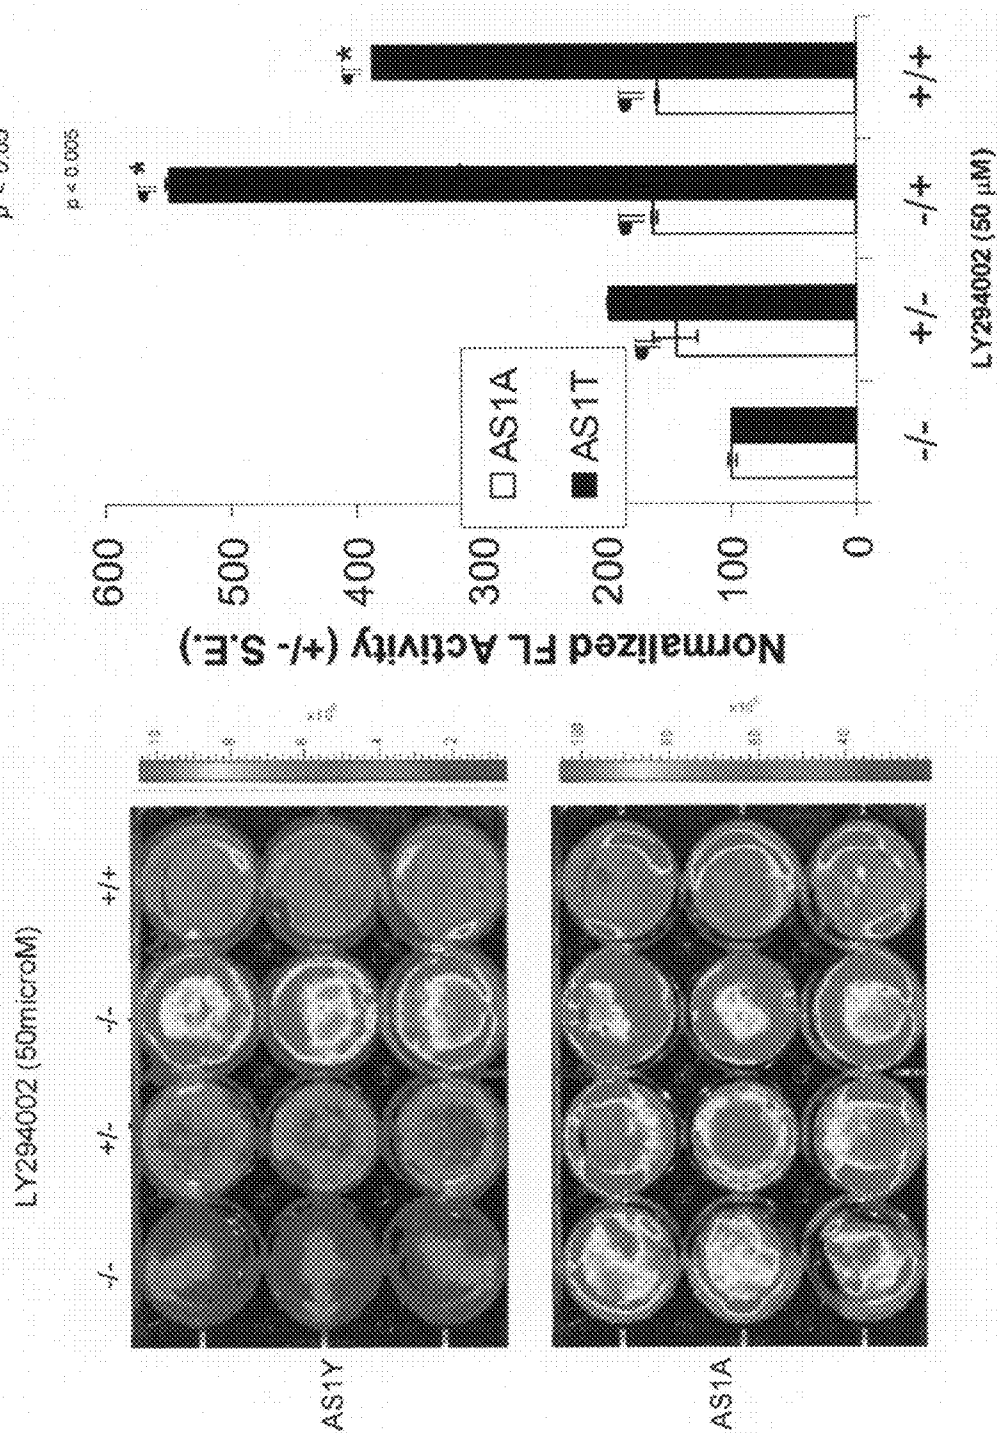 LY294002 (50microM)
-/- +/- -/- +/+
AS1Y
AS1A
p < 0.005
Normalized FL Activity (+/- S.E.)
600
500
400
300
200
100
0
AS1A
AS1T
* *
-/- +/- -/+ +/+
LY294002 (50 µM)